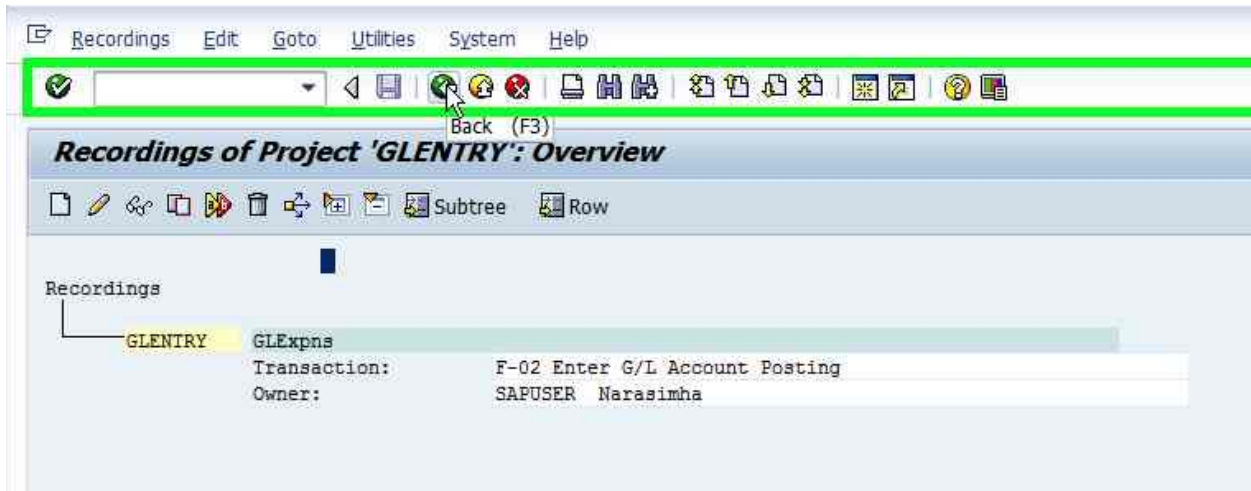 Recordings Edit Goto Utilities System Help
Back (F3)
Recordings of Project 'GLENTRY': Overview
Subtree Row
Recordings
GLENTRY GLExpns
Transaction: F-02 Enter G/L Account Posting
Owner: SAPUSER Narasimha